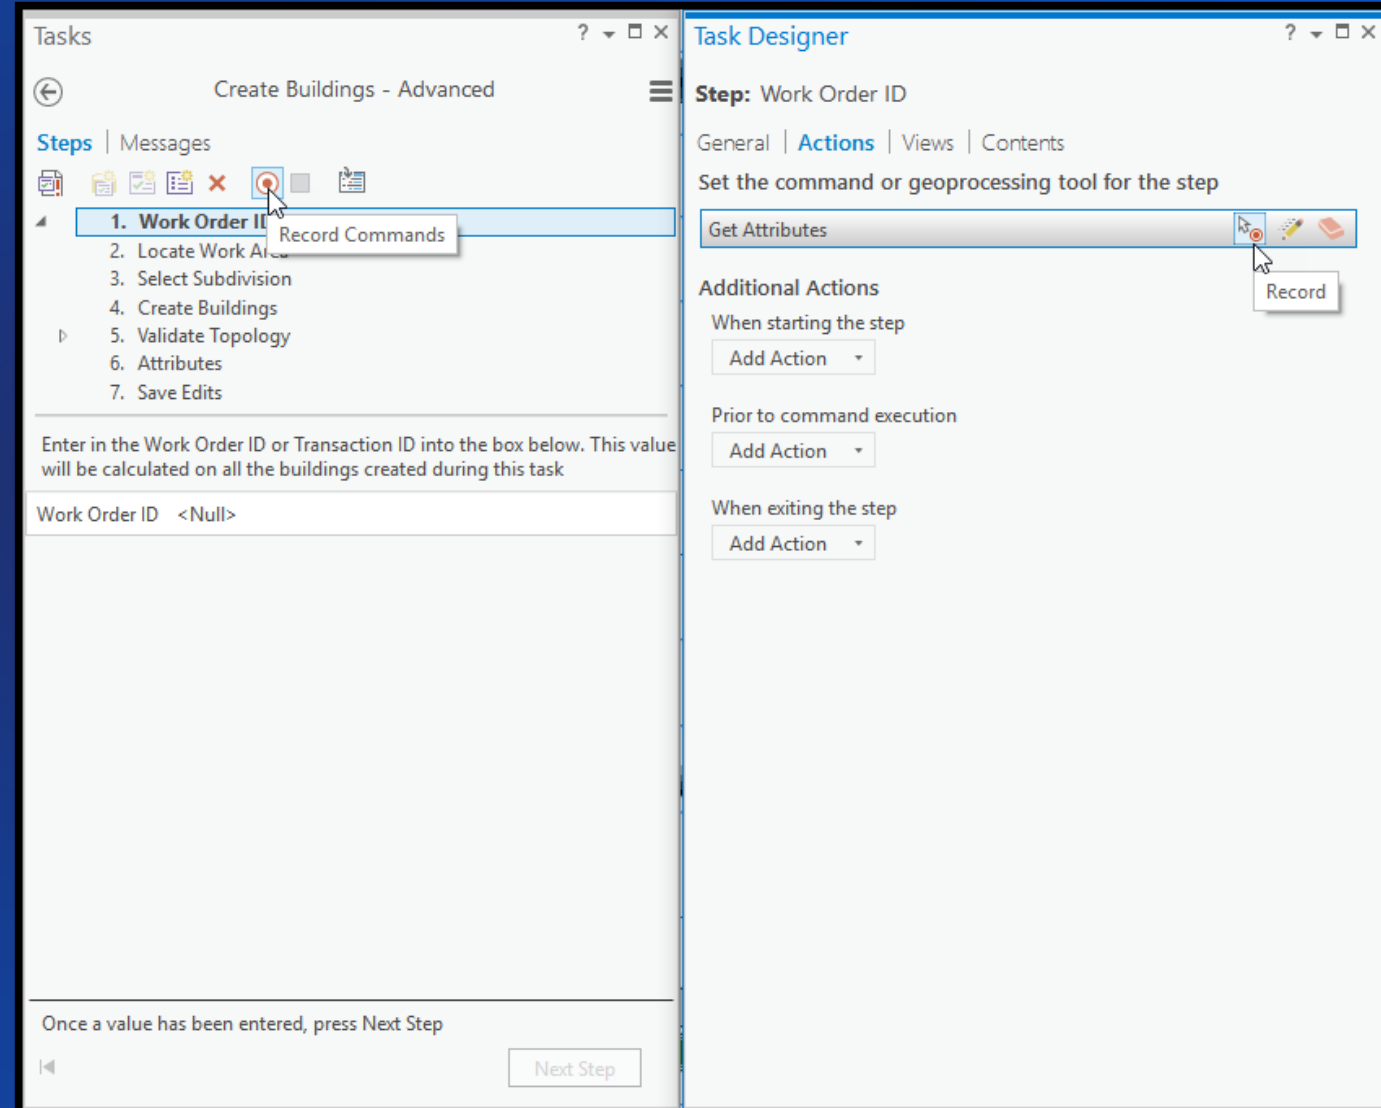 Tasks
?
Create Buildings - Advanced
Steps | Messages
1. Work Order ID
Record Commands
2. Locate Work Area
3. Select Subdivision
4. Create Buildings
5. Validate Topology
6. Attributes
7. Save Edits
Enter in the Work Order ID or Transaction ID into the box below. This value
will be calculated on all the buildings created during this task
Work Order ID <Null>
Once a value has been entered, press Next Step
Next Step
Task Designer
?
Step: Work Order ID
General | Actions | Views | Contents
Set the command or geoprocessing tool for the step
Get Attributes
Record
Additional Actions
When starting the step
Add Action
Prior to command execution
Add Action
When exiting the step
Add Action